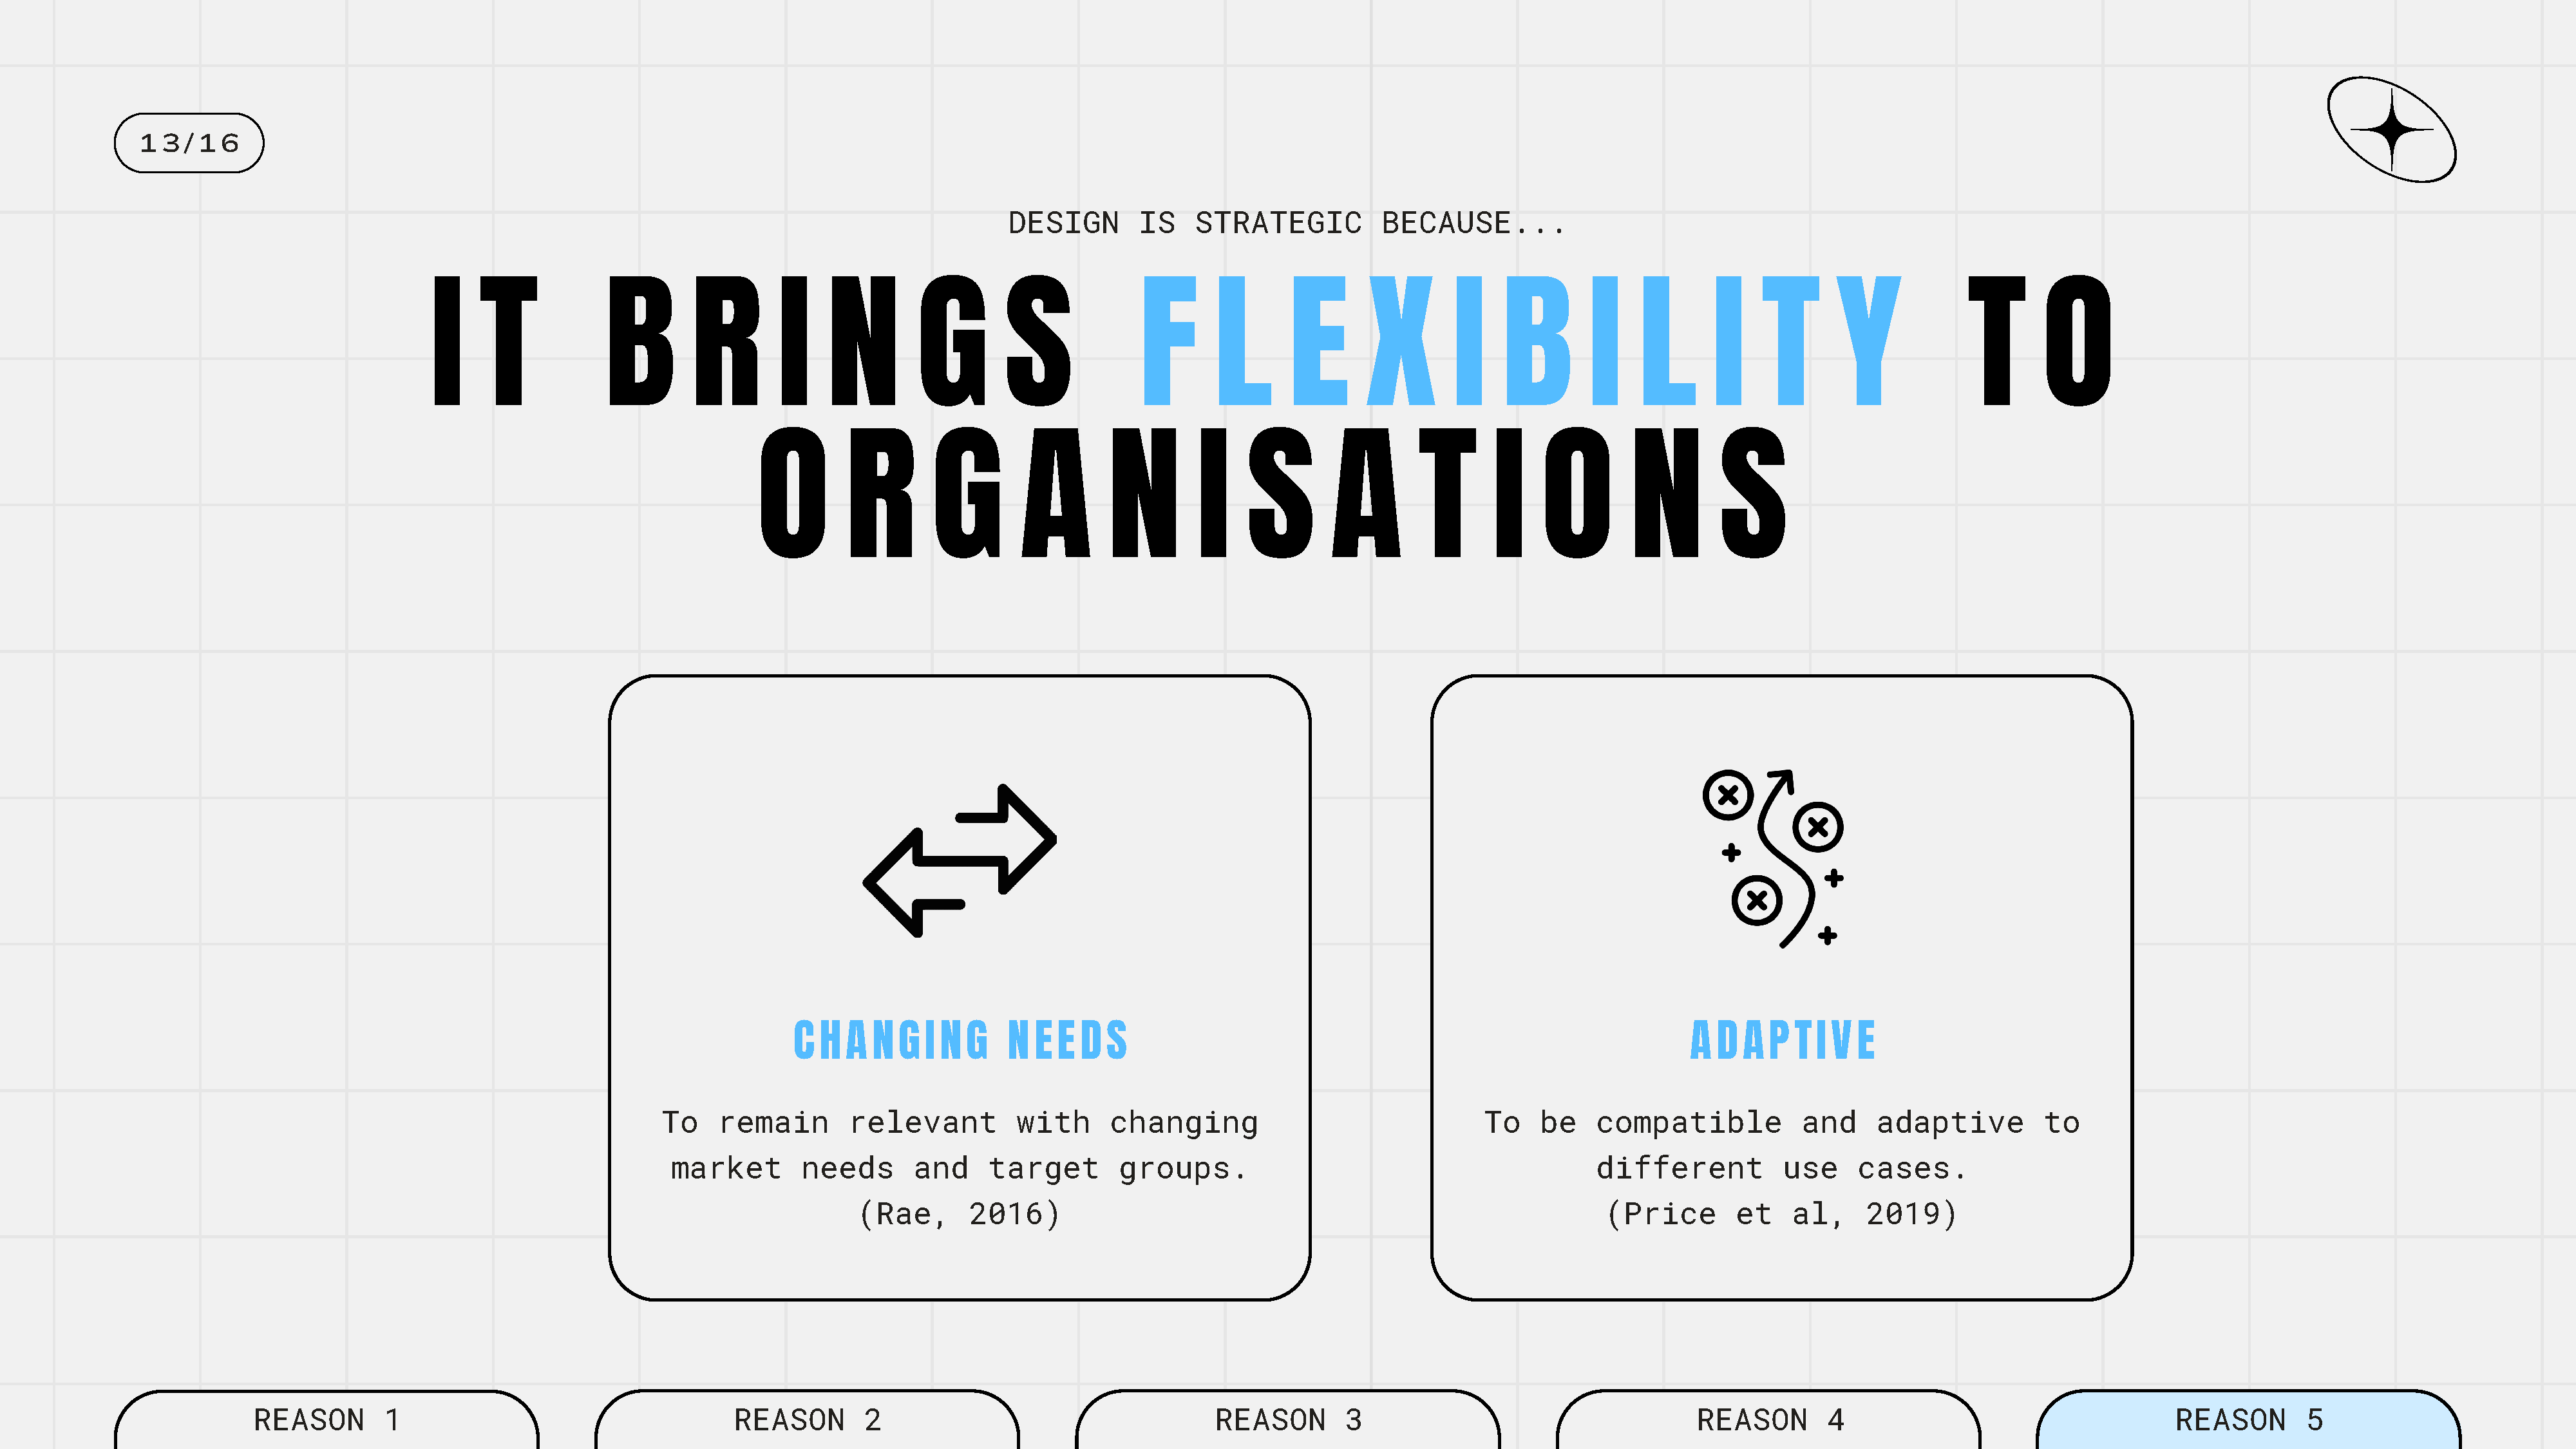 13/16
DESIGN IS STRATEGIC BECAUSE...
IT BRINGS FLEXIBILITY TO
ORGANISATIONS
CHANGING NEEDS
To remain relevant with changing
market needs and target groups.
(Rae, 2016)
ADAPTIVE
To be compatible and adaptive to
different use cases.
(Price et al, 2019)
REASON 1
REASON 2
REASON 3
REASON 4
REASON 5